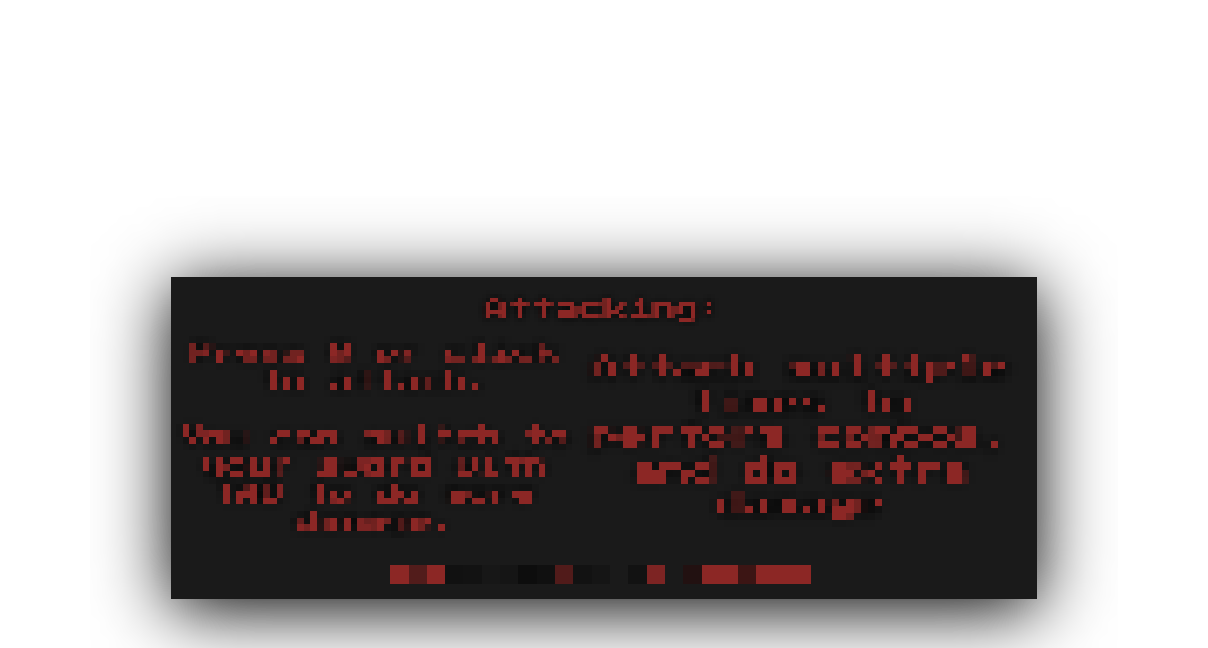 Attacking:
Press M or click
to attack.
You can switch to
your sword with
to do more
damage.
Attack multiple
times to
perform combos,
and do extra
damage